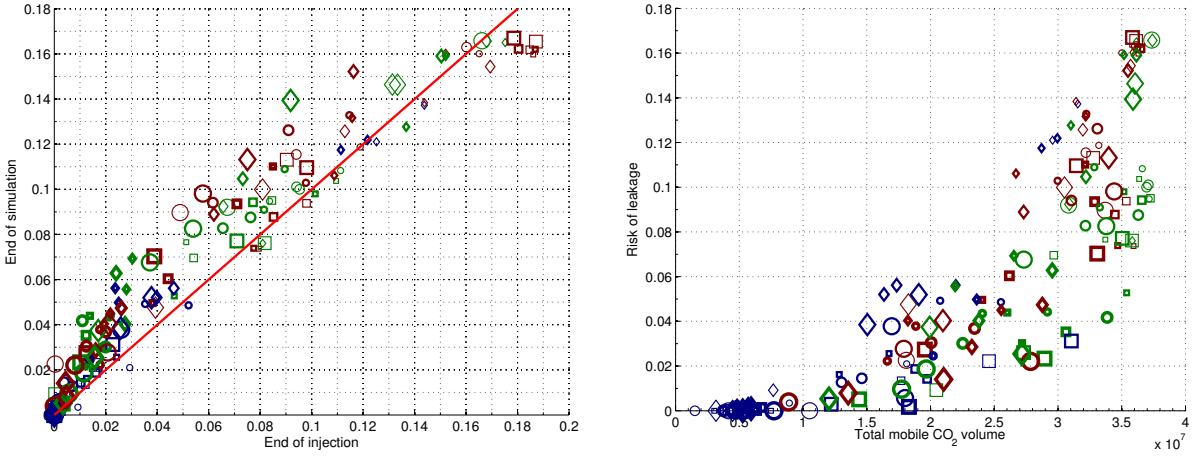 0.18
0.16
0.14
0.12
0.1
0.08
0.06
0.04
0.02
End of simulation
0 0.02 0.04 0.06 0.08 0.1 0.12 0.14 0.16 0.18 0.2
End of injection
0.18
0.16
0.14
0.12
0.10
0.08
0.06
0.04
0.02
0
Risk of leakage
0 0.5 1 1.5 2 2.5 3 3.5 4
Total mobile CO2 volume
x 10^7